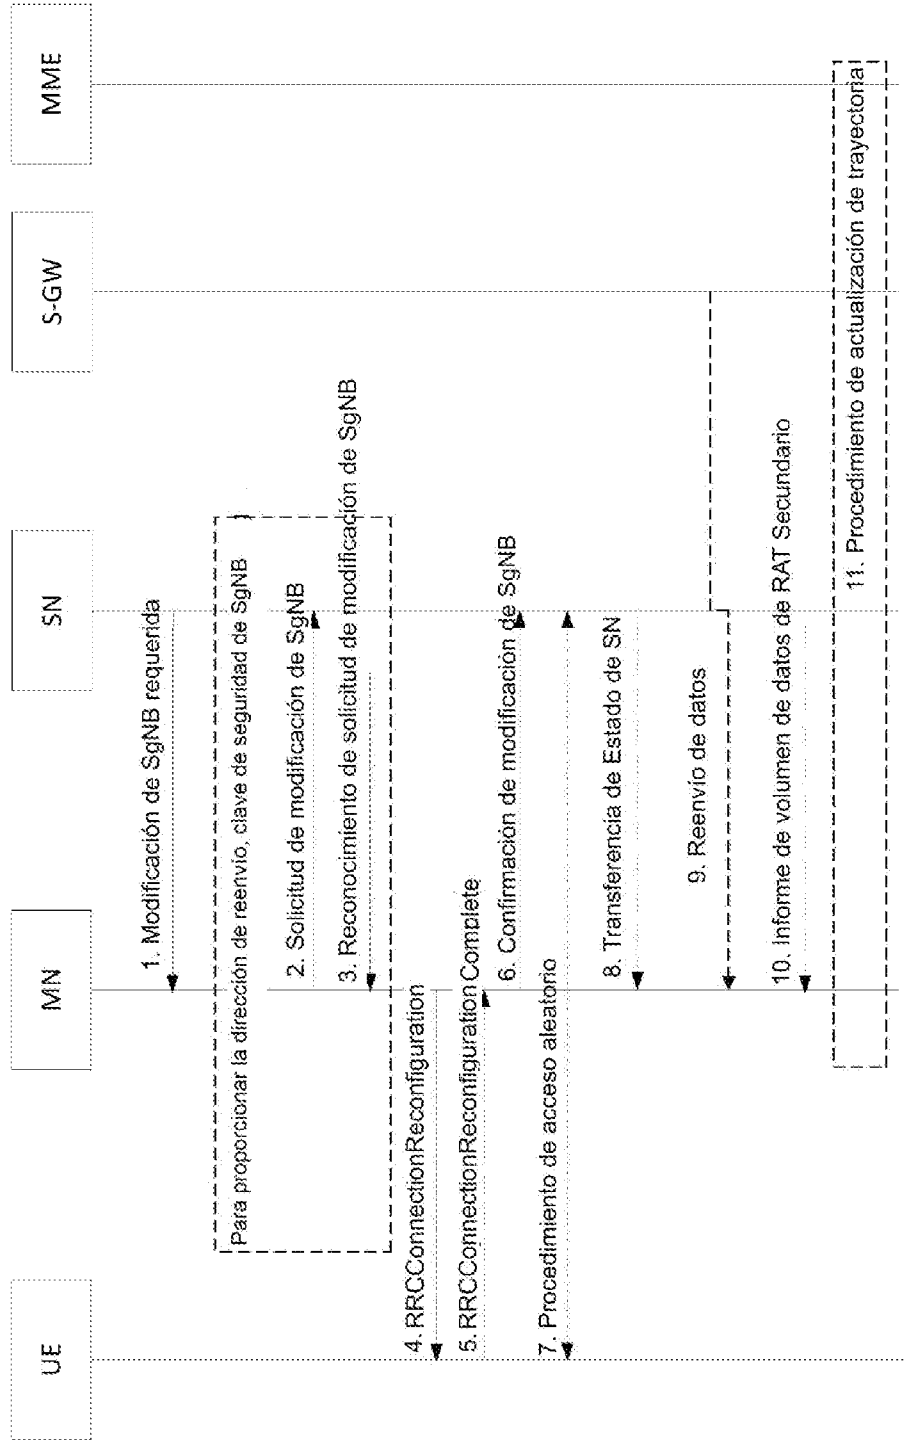 UE
MN
SN
S-GW
MME
1. Modificación de SgNB requerida
Para proporcionar la dirección de reenvío, clave de seguridad de SgNB
2. Solicitud de modificación de SgNB
3. Reconocimiento de solicitud de modificación de SgNB
4. RRCConnectionReconfiguration
5. RRCConnectionReconfigurationComplete
6. Confirmación de modificación de SgNB
7. Procedimiento de acceso aleatorio
8. Transferencia de Estado de SN
9. Reenvío de datos
10. Informe de volumen de datos de RAT Secundario
11. Procedimiento de actualización de trayectoria